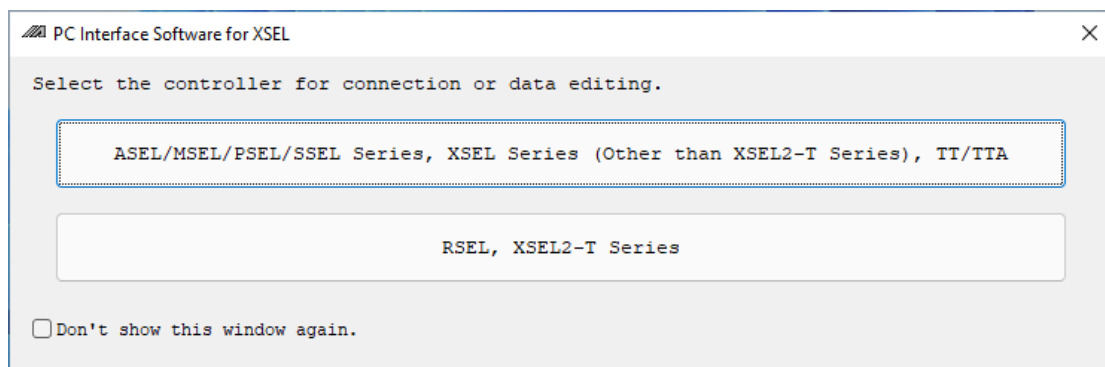 PC Interface Software for XSEL
Select the controller for connection or data editing.
ASEL/MSEL/PSEL/SSEL Series, XSEL Series (Other than XSEL2-T Series), TT/TTA
RSEL, XSEL2-T Series
Don't show this window again.